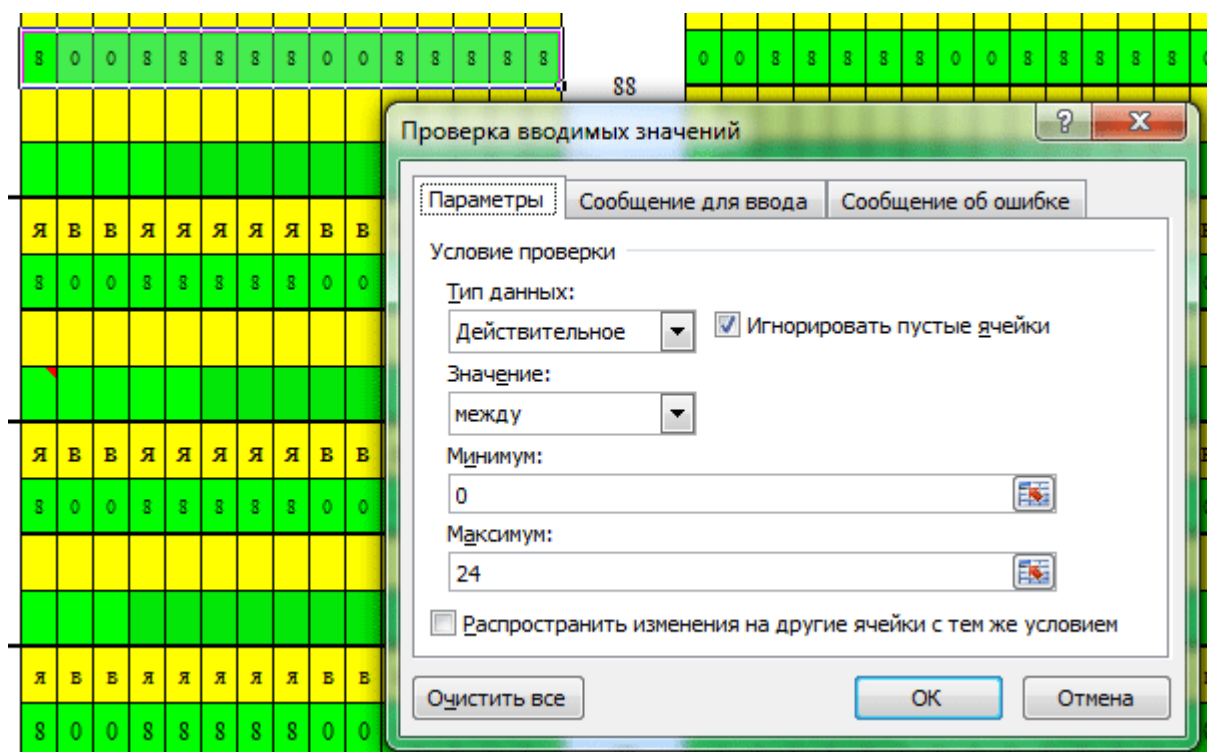 8 0 0 8 8 8 8 8 0 0 8 8 8 8 8 0 0 8 8 8 8 8 0 0 8 8 8 8 8
88
Проверка вводимых значений
Параметры Сообщение для ввода Сообщение об ошибке
Я В В Я Я Я Я Я В В
Условие проверки
8 0 0 8 8 8 8 8 0 0
Тип данных:
Действительное Игнорировать пустые ячейки
Значение:
между
Я В В Я Я Я Я Я В В
Минимум:
8 0 0 8 8 8 8 8 0 0
0
Максимум:
24
Распространить изменения на другие ячейки с тем же условием
Я В В Я Я Я Я Я В В
Очистить все ОК Отмена
8 0 0 8 8 8 8 8 0 0